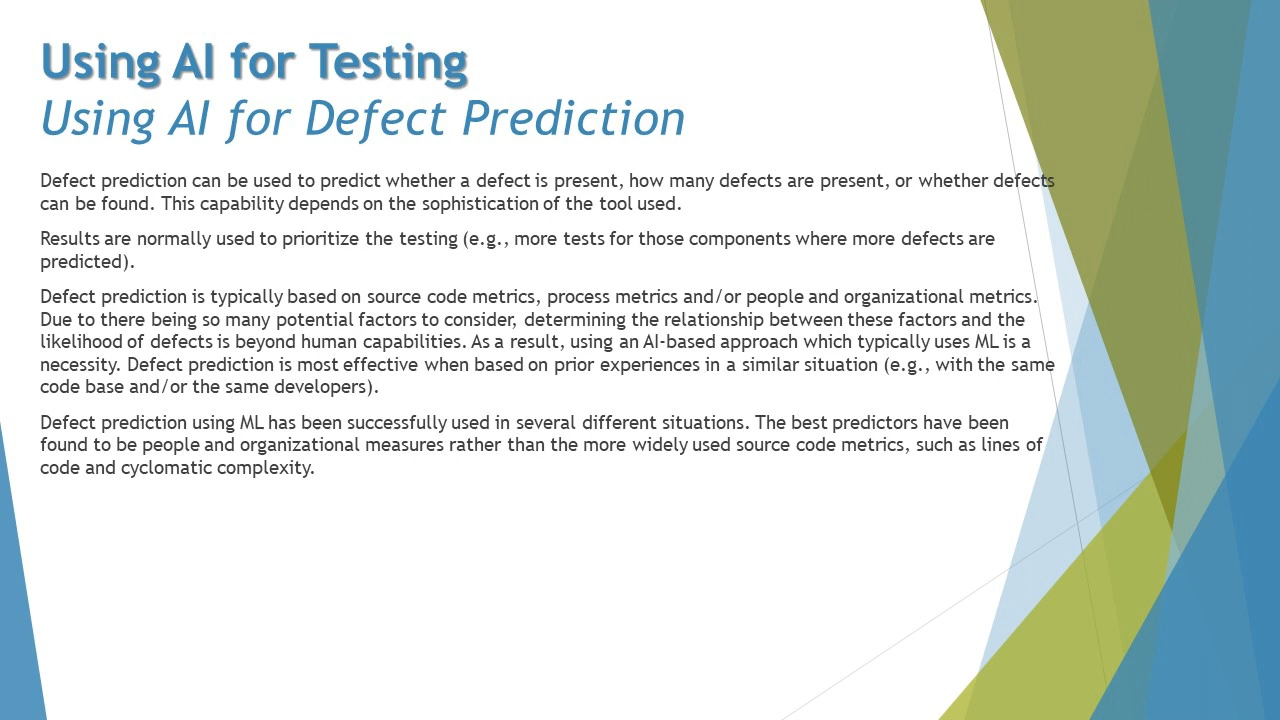 Using AI for Testing
Using AI for Defect Prediction
Defect prediction can be used to predict whether a defect is present, how many defects are present, or whether defects
can be found. This capability depends on the sophistication of the tool used.
Results are normally used to prioritize the testing (e.g., more tests for those components where more defects are
predicted).
Defect prediction is typically based on source code metrics, process metrics and/or people and organizational metrics.
Due to there being so many potential factors to consider, determining the relationship between these factors and the
likelihood of defects is beyond human capabilities. As a result, using an AI-based approach which typically uses ML is a
necessity. Defect prediction is most effective when based on prior experiences in a similar situation (e.g., with the same
code base and/or the same developers).
Defect prediction using ML has been successfully used in several different situations. The best predictors have been
found to be people and organizational measures rather than the more widely used source code metrics, such as lines of
code and cyclomatic complexity.